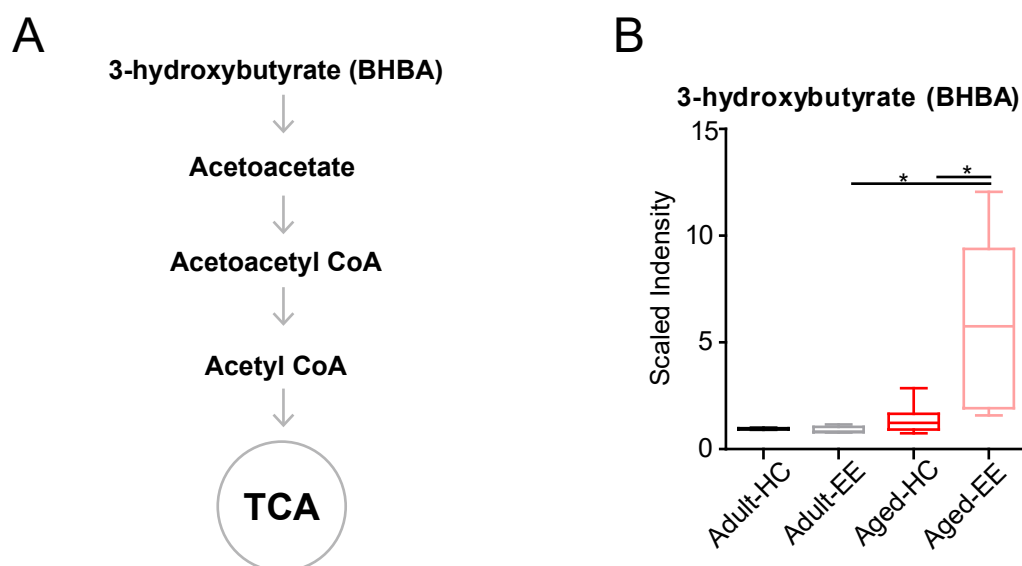 A
3-hydroxybutyrate (BHBA)
Acetoacetate
Acetoacetyl CoA
Acetyl CoA
TCA
B
3-hydroxybutyrate (BHBA)
Scaled Indensity
15
10
5
0
*
*
Adult-HC
Adult-EE
Aged-HC
Aged-EE